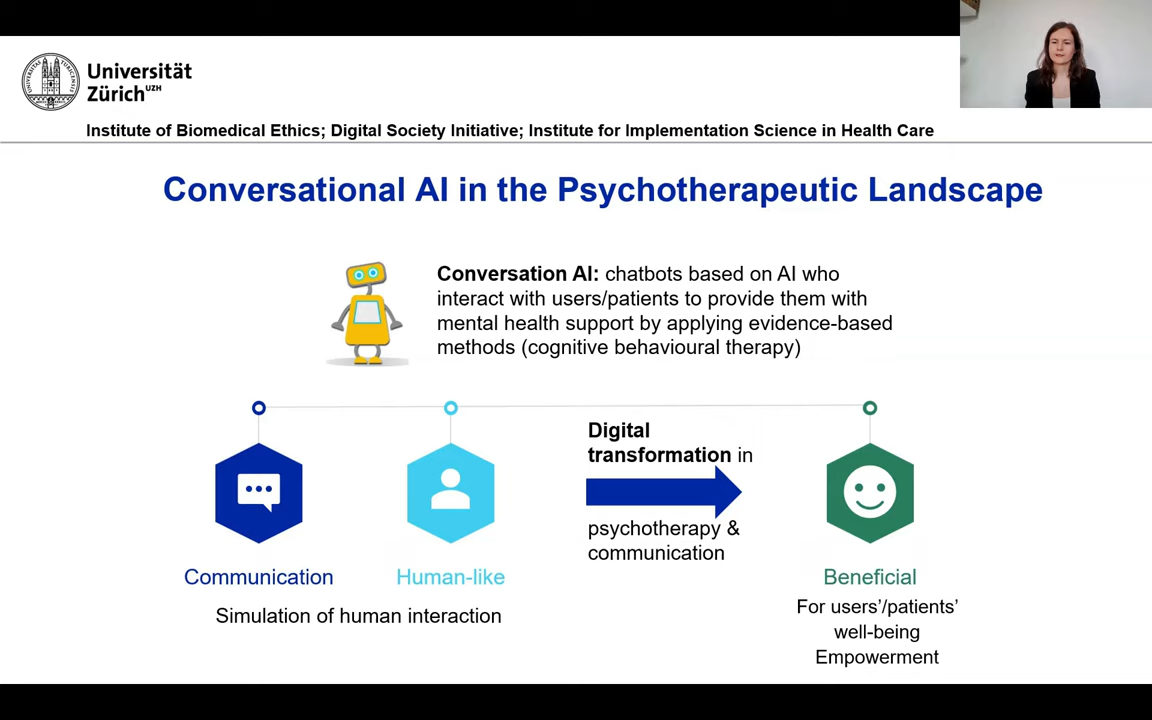 Universität
Zürich UZH
Institute of Biomedical Ethics; Digital Society Initiative; Institute for Implementation Science in Health Care
Conversational AI in the Psychotherapeutic Landscape
Conversation AI: chatbots based on AI who
interact with users/patients to provide them with
mental health support by applying evidence-based
methods (cognitive behavioural therapy)
Digital
transformation in
psychotherapy &
communication
Communication
Human-like
Beneficial
Simulation of human interaction
For users’/patients’
well-being
Empowerment